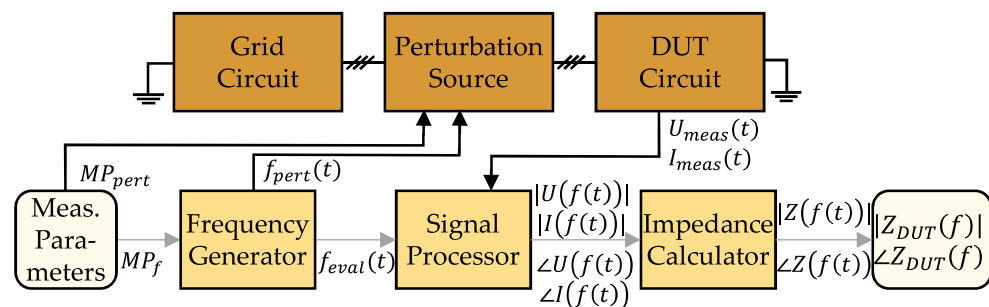 Grid
Circuit
Perturbation
Source
DUT
Circuit
U_meas(t)
I_meas(t)
MP_pert
f_pert(t)
Meas.
Para-
meters
MP_f
Frequency
Generator
f_eval(t)
Signal
Processor
|U(f(t))|
|I(f(t))|
∠U(f(t))
∠I(f(t))
Impedance
Calculator
|Z(f(t))|
∠Z(f(t))
|Z_DUT(f)|
∠Z_DUT(f)